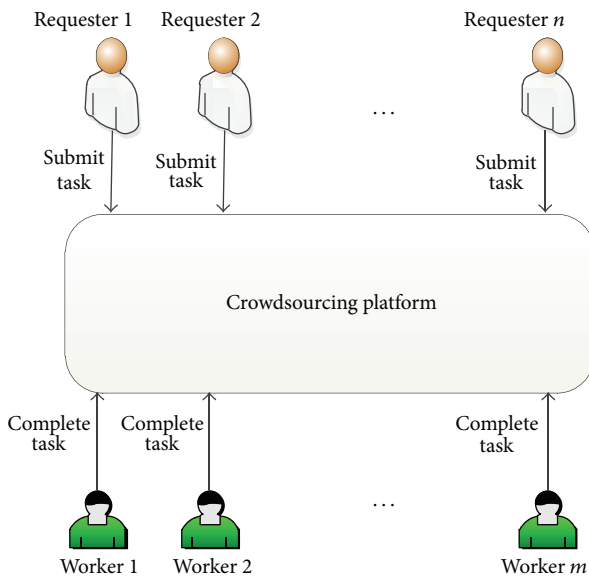 Requester 1
Requester 2
Requester n
...
Submit
task
Submit
task
Submit
task
Crowdsourcing platform
Complete
task
Complete
task
Complete
task
...
Worker 1
Worker 2
Worker m